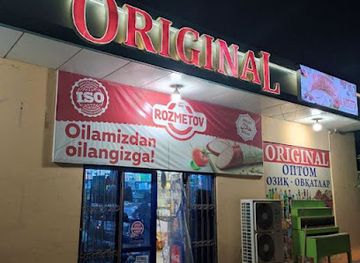 ORIGINAL
ISO
ROZMETOV
Oilamizdan
oilangizga!
ORIGINAL
ОПТОМ
ОЗИҚ - ОВҚАТЛАР